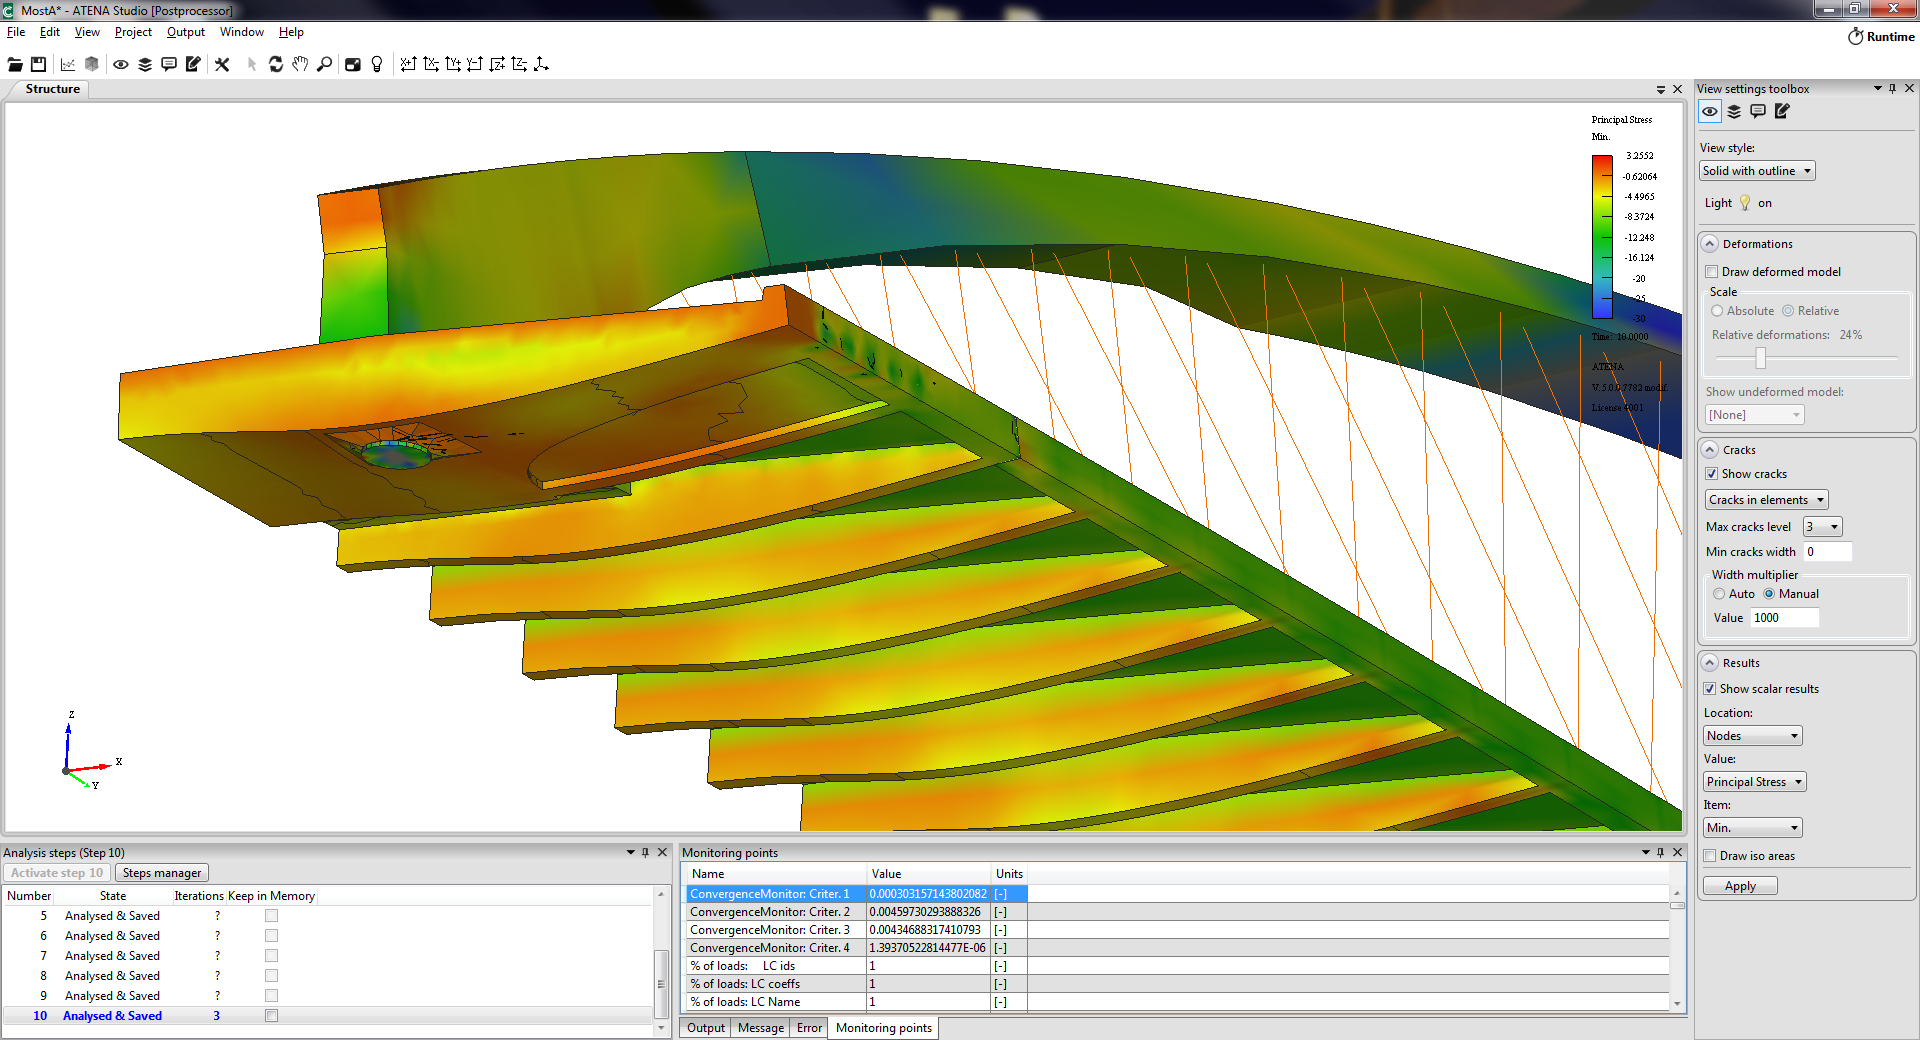 MostA* - ATENA Studio [Postprocessor]
File Edit View Project Output Window Help
Runtime
Structure
Principal Stress
Min.
3.2552
-0.62064
-4.4965
-8.3724
-12.248
-16.124
-20
-25
-30
Time: 10.0000
ATENA
V. 5.0.0.7782 modif.
License 4001
Z
X
Y
View settings toolbox
View style:
Solid with outline
Light on
Deformations
Draw deformed model
Scale
Absolute Relative
Relative deformations: 24%
Show undeformed model:
[None]
Cracks
Show cracks
Cracks in elements
Max cracks level 3
Min cracks width 0
Width multiplier
Auto Manual
Value 1000
Results
Show scalar results
Location:
Nodes
Value:
Principal Stress
Item:
Min.
Draw iso areas
Apply
Analysis steps (Step 10)
Activate step 10 Steps manager
Number State Iterations Keep in Memory
5 Analysed & Saved ?
6 Analysed & Saved ?
7 Analysed & Saved ?
8 Analysed & Saved ?
9 Analysed & Saved ?
10 Analysed & Saved 3
Monitoring points
Name Value Units
ConvergenceMonitor: Criter. 1 0.000303157143802082 [-]
ConvergenceMonitor: Criter. 2 0.00459730293888326 [-]
ConvergenceMonitor: Criter. 3 0.00434688317410793 [-]
ConvergenceMonitor: Criter. 4 1.39370522814477E-06 [-]
% of loads: LC ids 1 [-]
% of loads: LC coeffs 1 [-]
% of loads: LC Name 1 [-]
Output Message Error Monitoring points